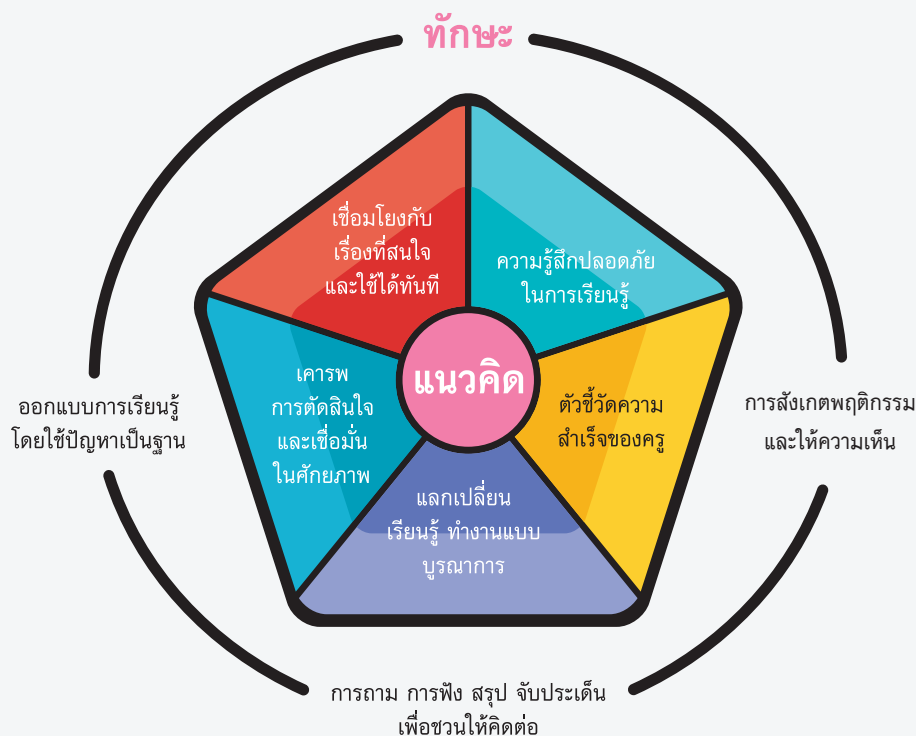 ทักษะ
เชื่อมโยงกับ
เรื่องที่สนใจ
และใช้ได้ทันที
ความรู้สึกปลอดภัย
ในการเรียนรู้
แนวคิด
เคารพ
การตัดสินใจ
และเชื่อมั่น
ในศักยภาพ
ตัวชี้วัดความ
สำเร็จของครู
แลกเปลี่ยน
เรียนรู้ ทำงานแบบ
บูรณาการ
ออกแบบการเรียนรู้
โดยใช้ปัญหาเป็นฐาน
การสังเกตพฤติกรรม
และให้ความเห็น
การถาม การฟัง สรุป จับประเด็น
เพื่อชวนให้คิดต่อ